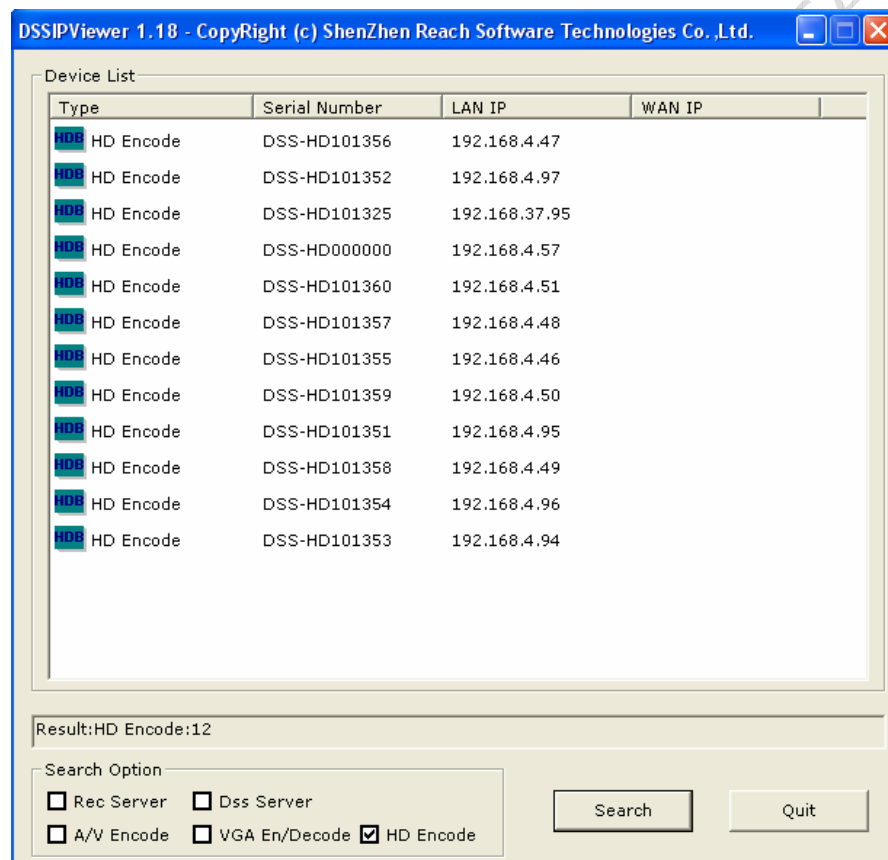 DSSIPViewer 1.18 - CopyRight (c) ShenZhen Reach Software Technologies Co. ,Ltd.
Device List
Type Serial Number LAN IP WAN IP
HDB HD Encode DSS-HD101356 192.168.4.47
HDB HD Encode DSS-HD101352 192.168.4.97
HDB HD Encode DSS-HD101325 192.168.37.95
HDB HD Encode DSS-HD000000 192.168.4.57
HDB HD Encode DSS-HD101360 192.168.4.51
HDB HD Encode DSS-HD101357 192.168.4.48
HDB HD Encode DSS-HD101355 192.168.4.46
HDB HD Encode DSS-HD101359 192.168.4.50
HDB HD Encode DSS-HD101351 192.168.4.95
HDB HD Encode DSS-HD101358 192.168.4.49
HDB HD Encode DSS-HD101354 192.168.4.96
HDB HD Encode DSS-HD101353 192.168.4.94
Result:HD Encode:12
Search Option
Rec Server Dss Server
A/V Encode VGA En/Decode HD Encode
Search Quit